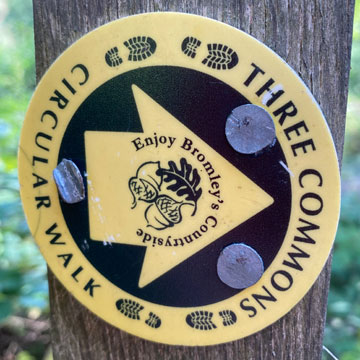 THREE COMMONS
CIRCULAR WALK
Enjoy Bromley's Countryside